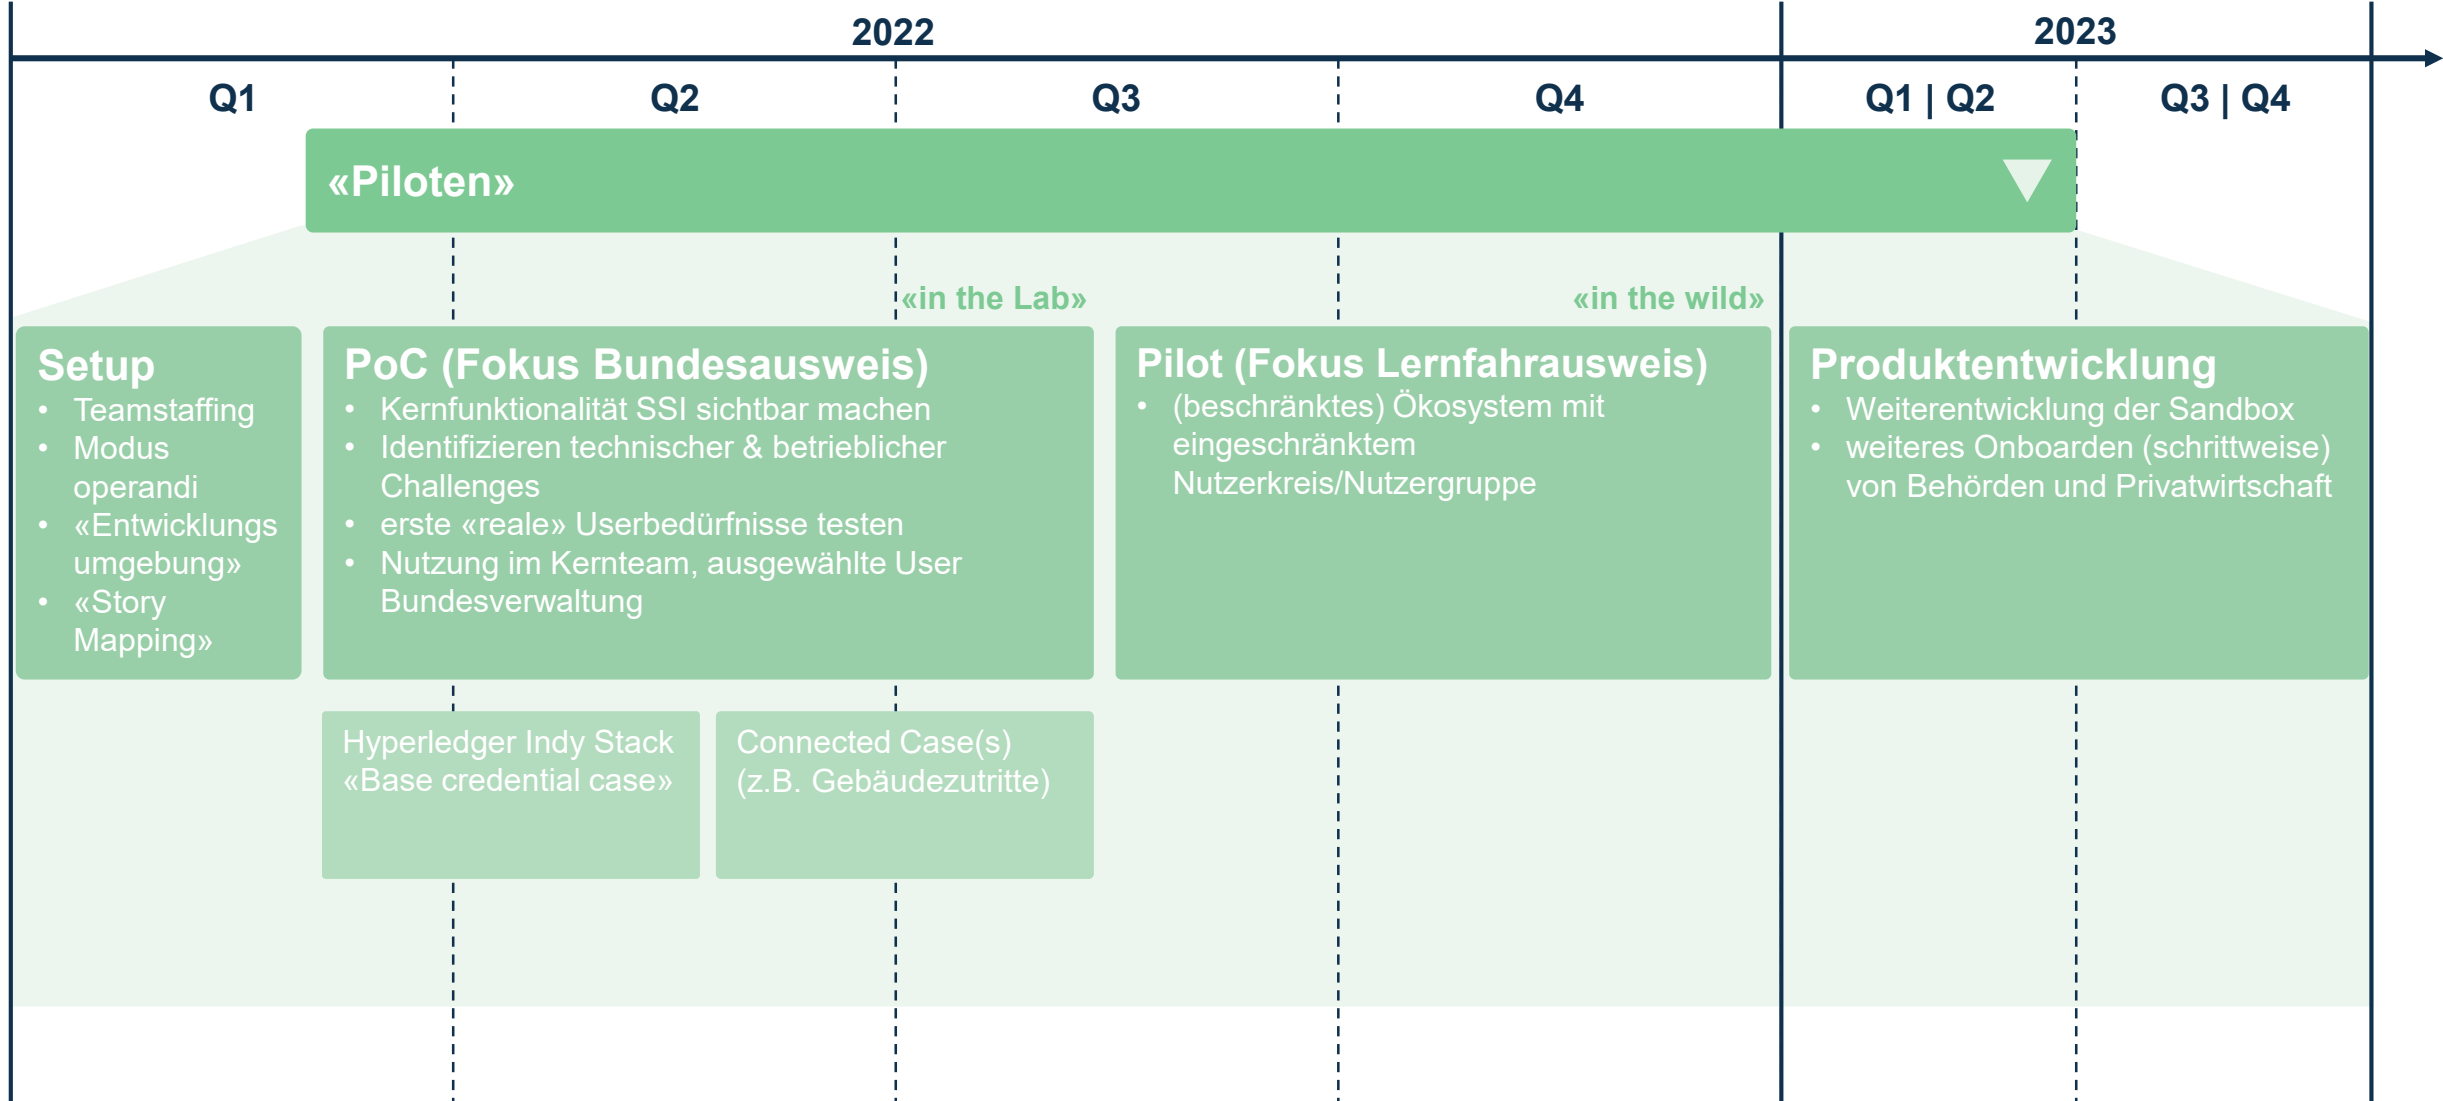 2022
2023
Q1
Q2
Q3
Q4
Q1 | Q2
Q3 | Q4
«Piloten»
«in the Lab»
«in the wild»
Setup
• Teamstaffing
• Modus
operandi
• «Entwicklungs
umgebung»
• «Story
Mapping»
PoC (Fokus Bundesausweis)
• Kernfunktionalität SSI sichtbar machen
• Identifizieren technischer & betrieblicher
Challenges
• erste «reale» Userbedürfnisse testen
• Nutzung im Kernteam, ausgewählte User
Bundesverwaltung
Pilot (Fokus Lernfahrausweis)
• (beschränktes) Ökosystem mit
eingeschränktem
Nutzerkreis/Nutzergruppe
Produktentwicklung
• Weiterentwicklung der Sandbox
• weiteres Onboarden (schrittweise)
von Behörden und Privatwirtschaft
Hyperledger Indy Stack
«Base credential case»
Connected Case(s)
(z.B. Gebäudezutritte)